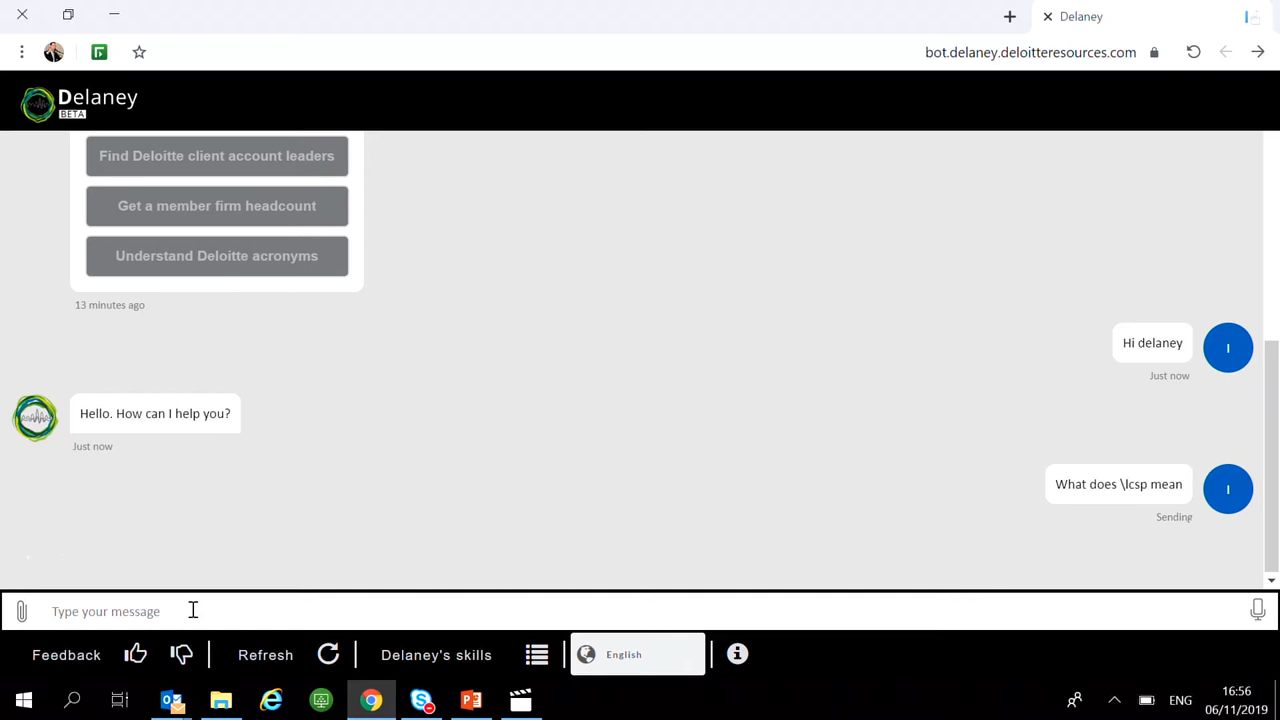 Delaney
bot.delaney.deloitteresources.com
Delaney
BETA
Find Deloitte client account leaders
Get a member firm headcount
Understand Deloitte acronyms
13 minutes ago
Hi delaney
I
Just now
Hello. How can I help you?
Just now
What does \lcsp mean
I
Sending
Type your message
Feedback
Refresh
Delaney's skills
English
ENG
16:56
06/11/2019